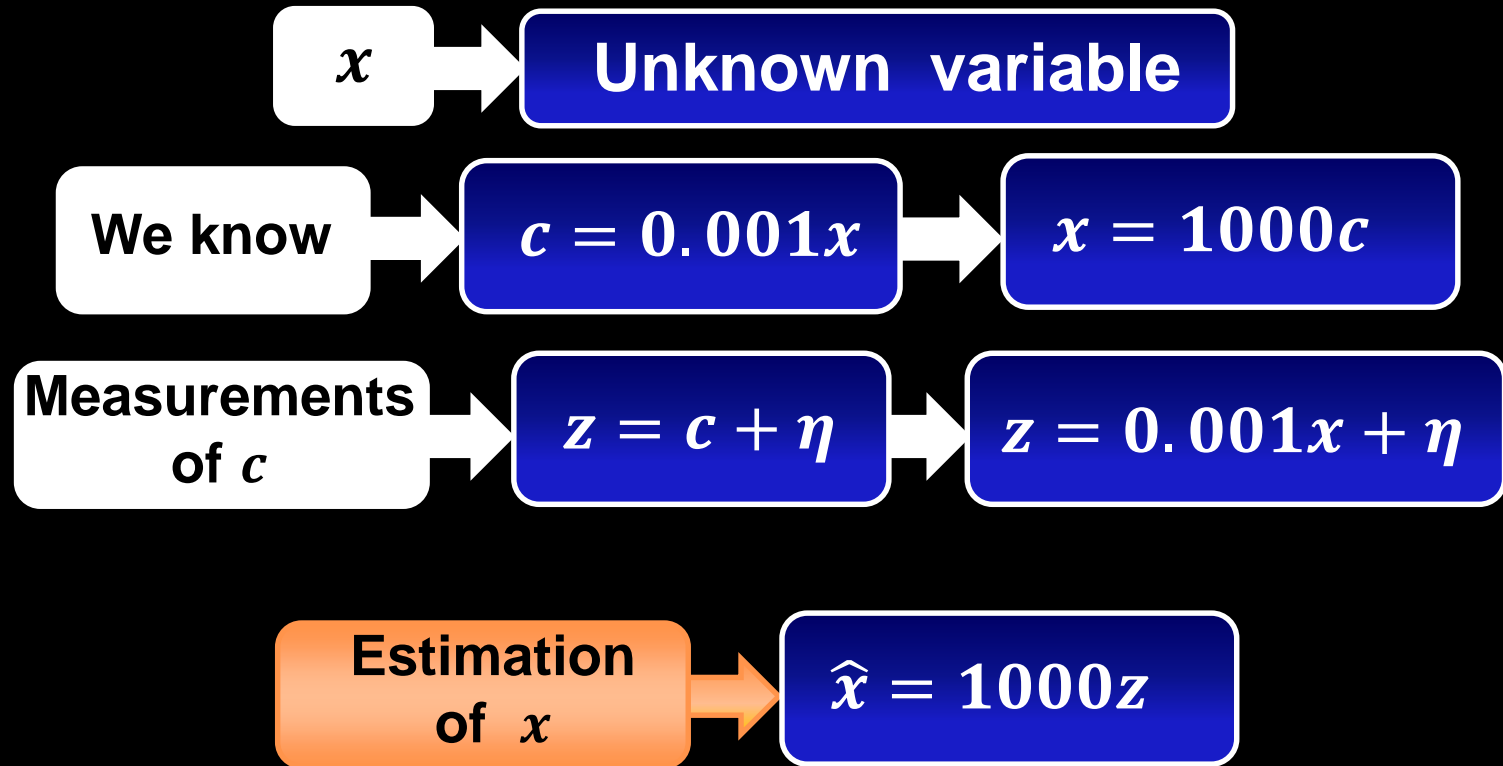 x
Unknown variable
We know
c = 0.001x
x = 1000c
Measurements
of c
z = c + η
z = 0.001x + η
Estimation
of x
x̂ = 1000z